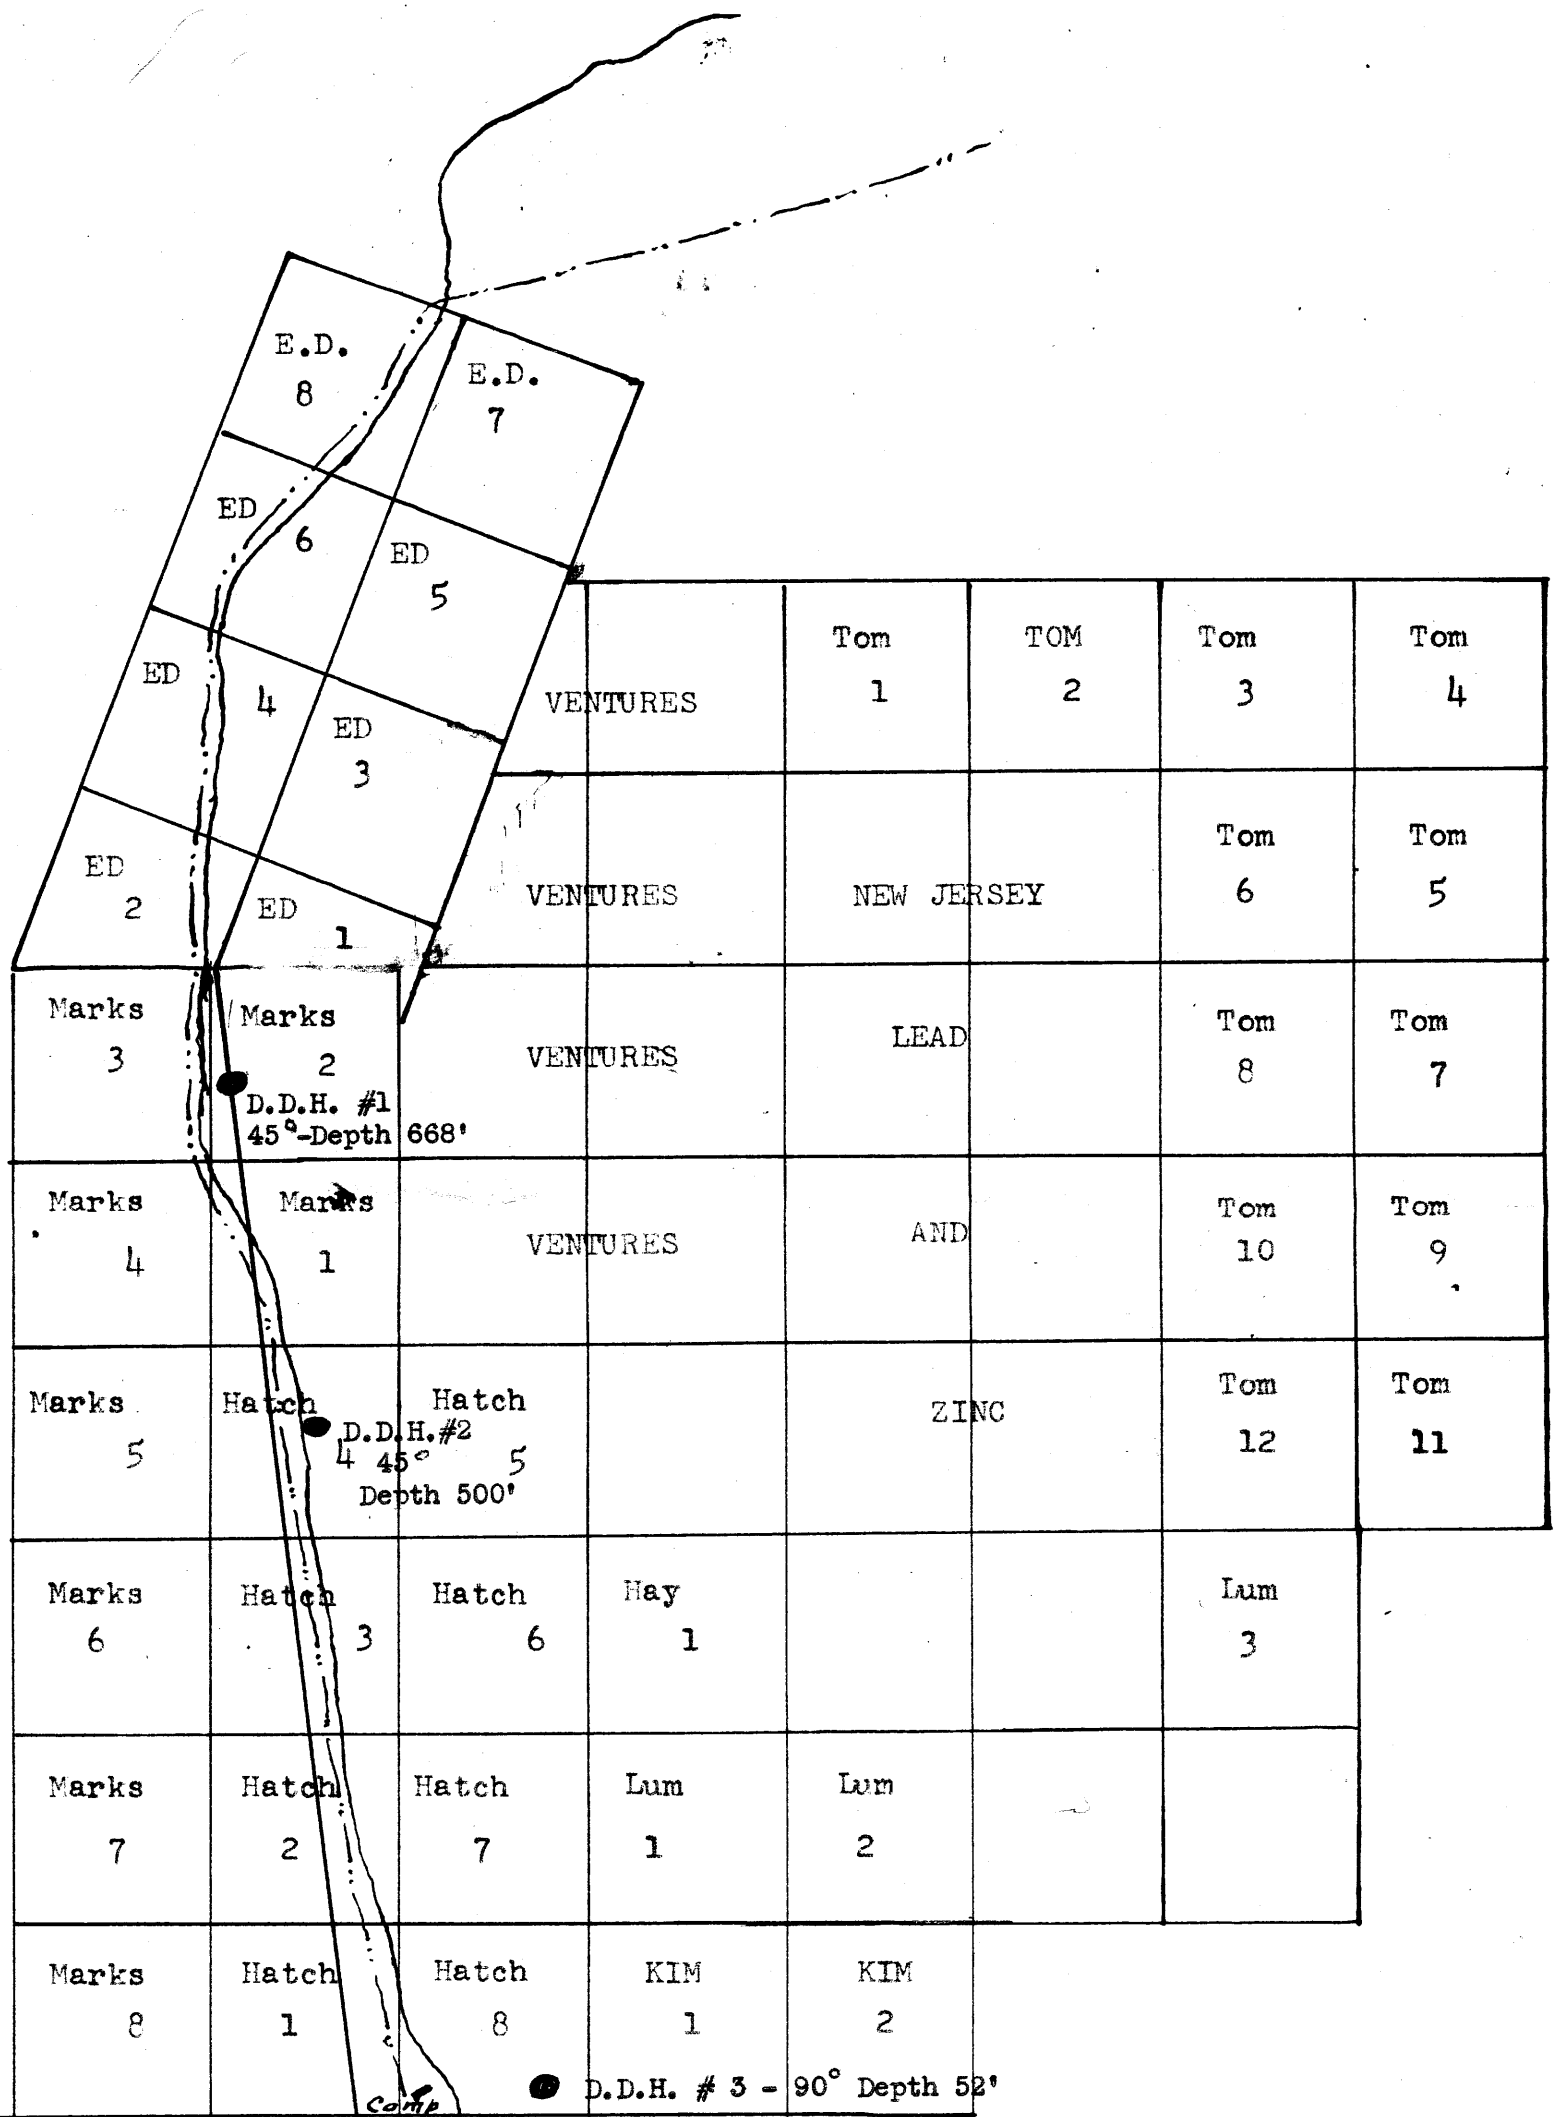 E.D.
8
E.D.
7
ED
6
ED
5
ED
4
ED
3
ED
2
ED
1
VENTURES
Tom
1
TOM
2
Tom
3
Tom
4
VENTURES
NEW JERSEY
Tom
6
Tom
5
Marks
3
Marks
2
VENTURES
LEAD
Tom
8
Tom
7
D.D.H. #1
45°-Depth 668'
Marks
4
Marks
1
VENTURES
AND
Tom
10
Tom
9
Marks
5
Hatch
4
Hatch
5
D.D.H.#2
45°
Depth 500'
ZINC
Tom
12
Tom
11
Marks
6
Hatch
3
Hatch
6
Hay
1
Lum
3
Marks
7
Hatch
2
Hatch
7
Lum
1
Lum
2
Marks
8
Hatch
1
Hatch
8
KIM
1
KIM
2
D.D.H. # 3 - 90° Depth 52'
Camp